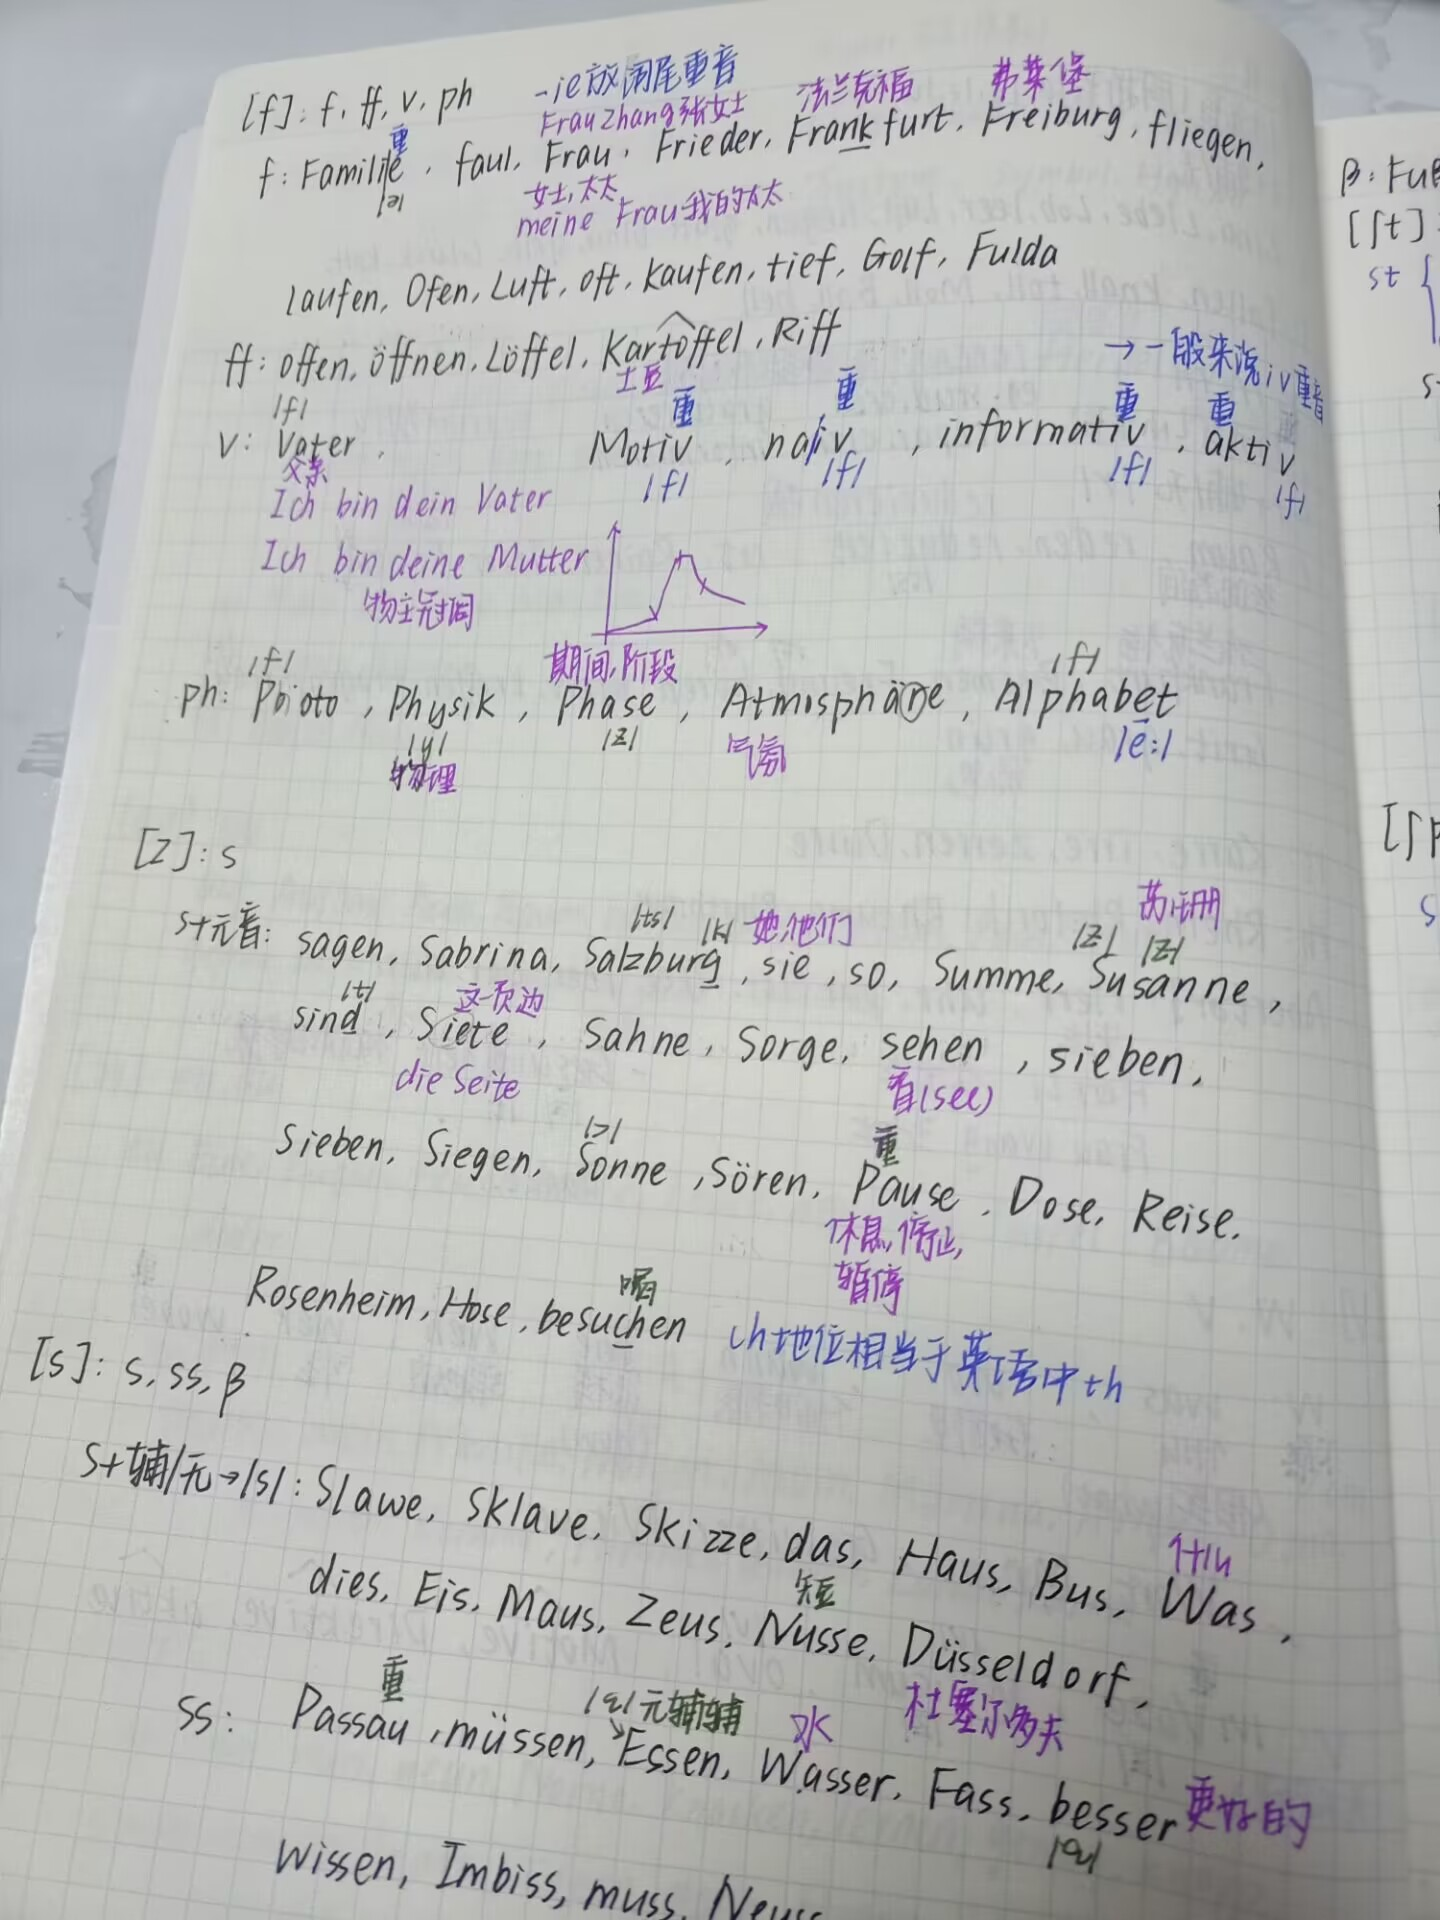 [f]: f, ff, v, ph -ie放闭尾重音
Frau Zhang张女士 法兰克福 弗莱堡
重
f: Familie, faul, Frau, Frieder, Frankfurt, Freiburg, fliegen,
|ə| 女士,太太
meine Frau我的太太
laufen, Ofen, Luft, oft, kaufen, tief, Golf, Fulda
ff: offen, öffnen, Löffel, Kartoffel, Riff
土豆
→一般来说iv重音
|f| 重 重 重 重
v: Vater, Motiv, naiv, informativ, aktiv
父亲 |f| |f| |f| |f|
Ich bin dein Vater
Ich bin deine Mutter
物主冠词
|f| 期间,阶段 |f|
ph: Photo, Physik, Phase, Atmosphäre, Alphabet
|y| |z| 气氛 |e:|
物理
[z]: s
|ts| |k| 她,他们 |z| |z|
s+元音: sagen, Sabrina, Salzburg, sie, so, Summe, Susanne,
|t| 这一页边
sind, Siete, Sahne, Sorge, sehen, sieben,
die Seite 看(see)
|ɔ| 重
Sieben, Siegen, Sonne, Sören, Pause, Dose, Reise.
休息,停止,
暂停
喝
Rosenheim, Hose, besuchen ch地位相当于英语中th
[s]: s, ss, β
s+辅/无→|s|: Slawe, Sklave, Skizze, das, Haus, Bus, Was,
短
dies, Eis, Maus, Zeus, Nusse, Düsseldorf,
重 元辅辅 水 杜塞尔多夫
ss: Passau, müssen, Essen, Wasser, Fass, besser 更好的
wissen, Imbiss, muss, Neuss
β: Fuß
[ʃt]:
st
[ʃp
s